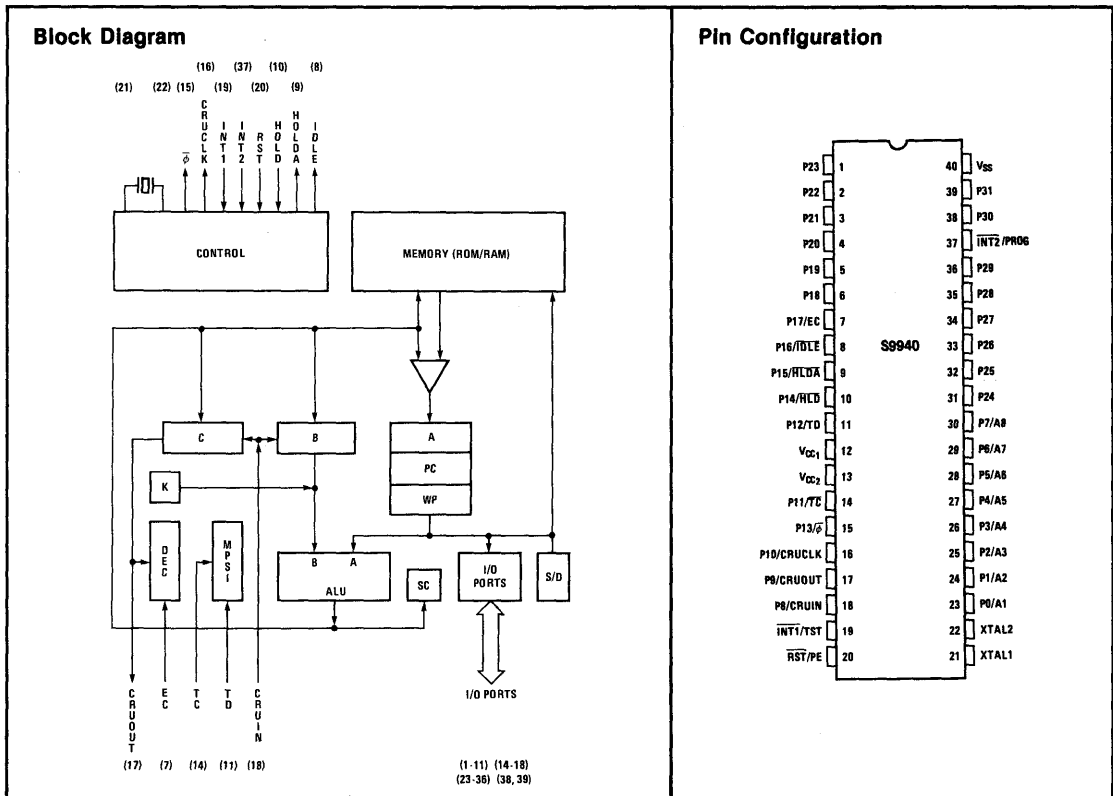 Block Diagram
(16) (37) (10) (8)
(21) (22) (15) (19) (20) (9)
φ̅
CRUCLK
INT1
INT2
RST
HOLD
HOLDA
IDLE
CONTROL
MEMORY (ROM/RAM)
C
B
A
PC
WP
K
DEC
MPSI
B A
ALU
SC
I/O
PORTS
S/D
CRUOUT
EC
TC
TD
CRUIN
I/O PORTS
(17) (7) (14) (11) (18)
(1-11) (14-18)
(23-36) (38, 39)
Pin Configuration
S9940
P23 1
P22 2
P21 3
P20 4
P19 5
P18 6
P17/EC 7
P16/I̅D̅L̅E̅ 8
P15/H̅L̅D̅A̅ 9
P14/H̅L̅D̅ 10
P12/TD 11
VCC1 12
VCC2 13
P11/T̅C̅ 14
P13/φ̅ 15
P10/CRUCLK 16
P9/CRUOUT 17
P8/CRUIN 18
I̅N̅T̅1̅/TST 19
R̅S̅T̅/PE 20
40 VSS
39 P31
38 P30
37 I̅N̅T̅2̅/PROG
36 P29
35 P28
34 P27
33 P26
32 P25
31 P24
30 P7/A8
29 P6/A7
28 P5/A6
27 P4/A5
26 P3/A4
25 P2/A3
24 P1/A2
23 P0/A1
22 XTAL2
21 XTAL1